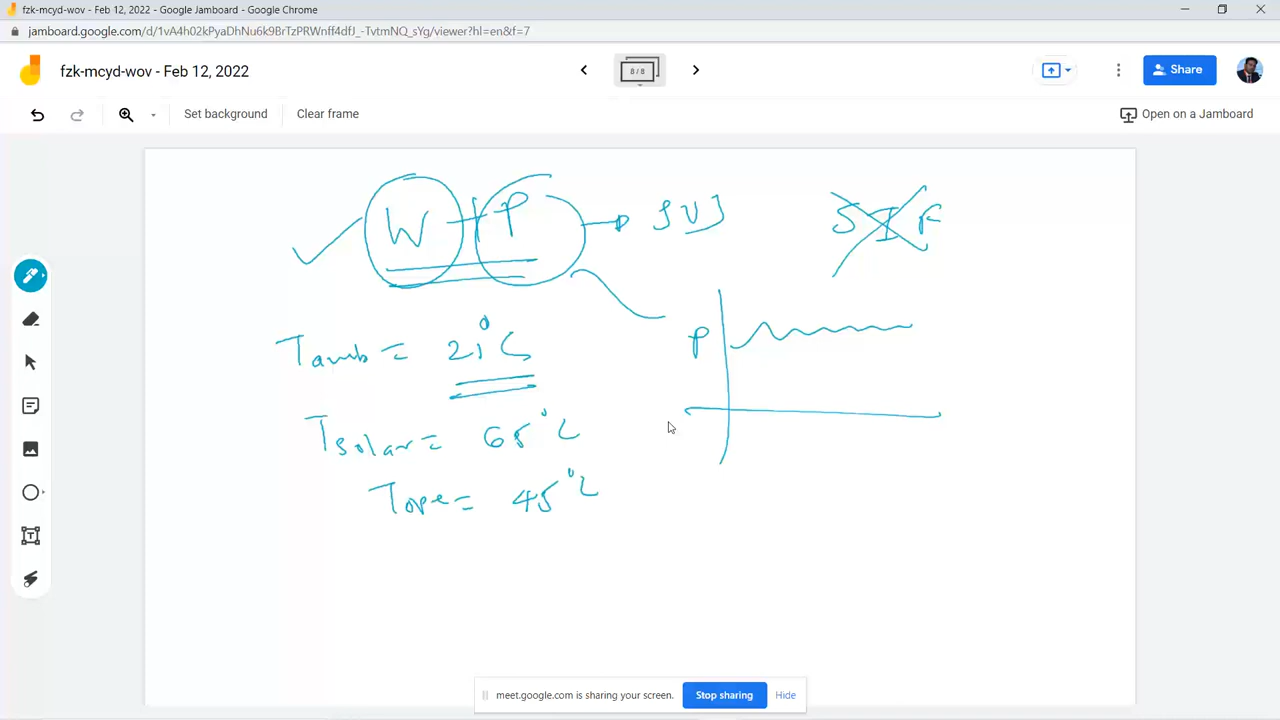 fzk-mcyd-wov - Feb 12, 2022 - Google Jamboard - Google Chrome
jamboard.google.com/d/1vA4h02kPyaDhNu6k9BrTzPRWnff4dfJ_-TvtmNQ_sYg/viewer?hl=en&f=7
fzk-mcyd-wov - Feb 12, 2022
8 / 8
Share
Set background
Clear frame
Open on a Jamboard
W + P
SIF
P
Tamb = 21°C
Tsolar = 65°C
Tope = 45°C
meet.google.com is sharing your screen.
Stop sharing
Hide